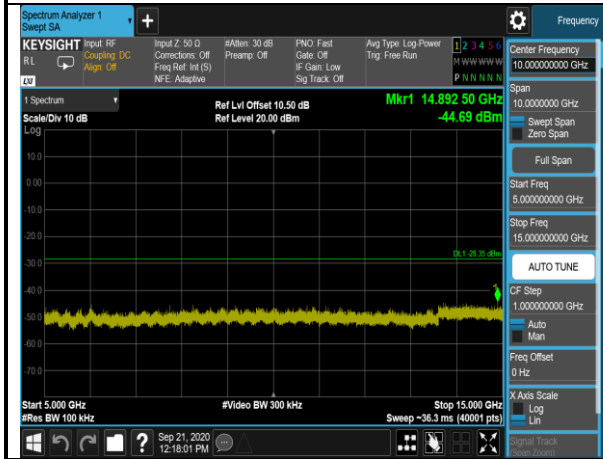 Spectrum Analyzer 1
Swept SA
+
Frequency
KEYSIGHT
RL
LXI
Input: RF
Coupling: DC
Align: Off
Input Z: 50 Ω
Corrections: Off
Freq Ref: Int (S)
NFE: Adaptive
#Atten: 30 dB
Preamp: Off
PNO: Fast
Gate: Off
IF Gain: Low
Sig Track: Off
Avg Type: Log-Power
Trig: Free Run
1 2 3 4 5 6
M W W W W W
P N N N N N
1 Spectrum
Scale/Div 10 dB
Log
Ref Lvl Offset 10.50 dB
Ref Level 20.00 dBm
Mkr1 14.892 50 GHz
-44.69 dBm
10.0
0.00
-10.0
-20.0
-30.0
-40.0
-50.0
-60.0
-70.0
DL1 -28.35 dBm
1
Start 5.000 GHz
#Res BW 100 kHz
#Video BW 300 kHz
Stop 15.000 GHz
Sweep ~36.3 ms (40001 pts)
Center Frequency
10.000000000 GHz
Span
10.0000000 GHz
Swept Span
Zero Span
Full Span
Start Freq
5.000000000 GHz
Stop Freq
15.000000000 GHz
AUTO TUNE
CF Step
1.000000000 GHz
Auto
Man
Freq Offset
0 Hz
X Axis Scale
Log
Lin
Signal Track
(Span Zoom)
?
Sep 21, 2020
12:18:01 PM